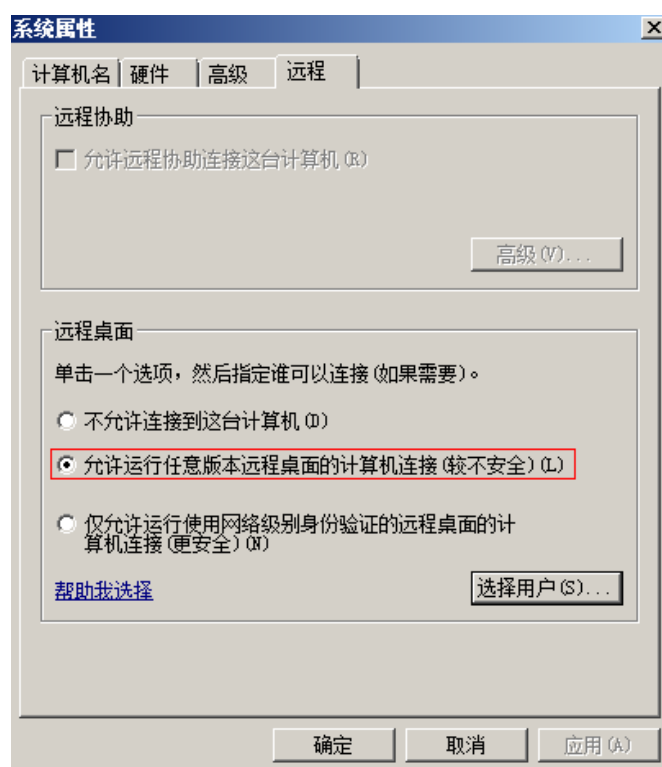 系统属性
计算机名 硬件 高级 远程
远程协助
允许远程协助连接这台计算机(R)
高级(V)...
远程桌面
单击一个选项，然后指定谁可以连接(如果需要)。
不允许连接到这台计算机(D)
允许运行任意版本远程桌面的计算机连接(较不安全)(L)
仅允许运行使用网络级别身份验证的远程桌面的计
算机连接(更安全)(N)
帮助我选择
选择用户(S)...
确定 取消 应用(A)